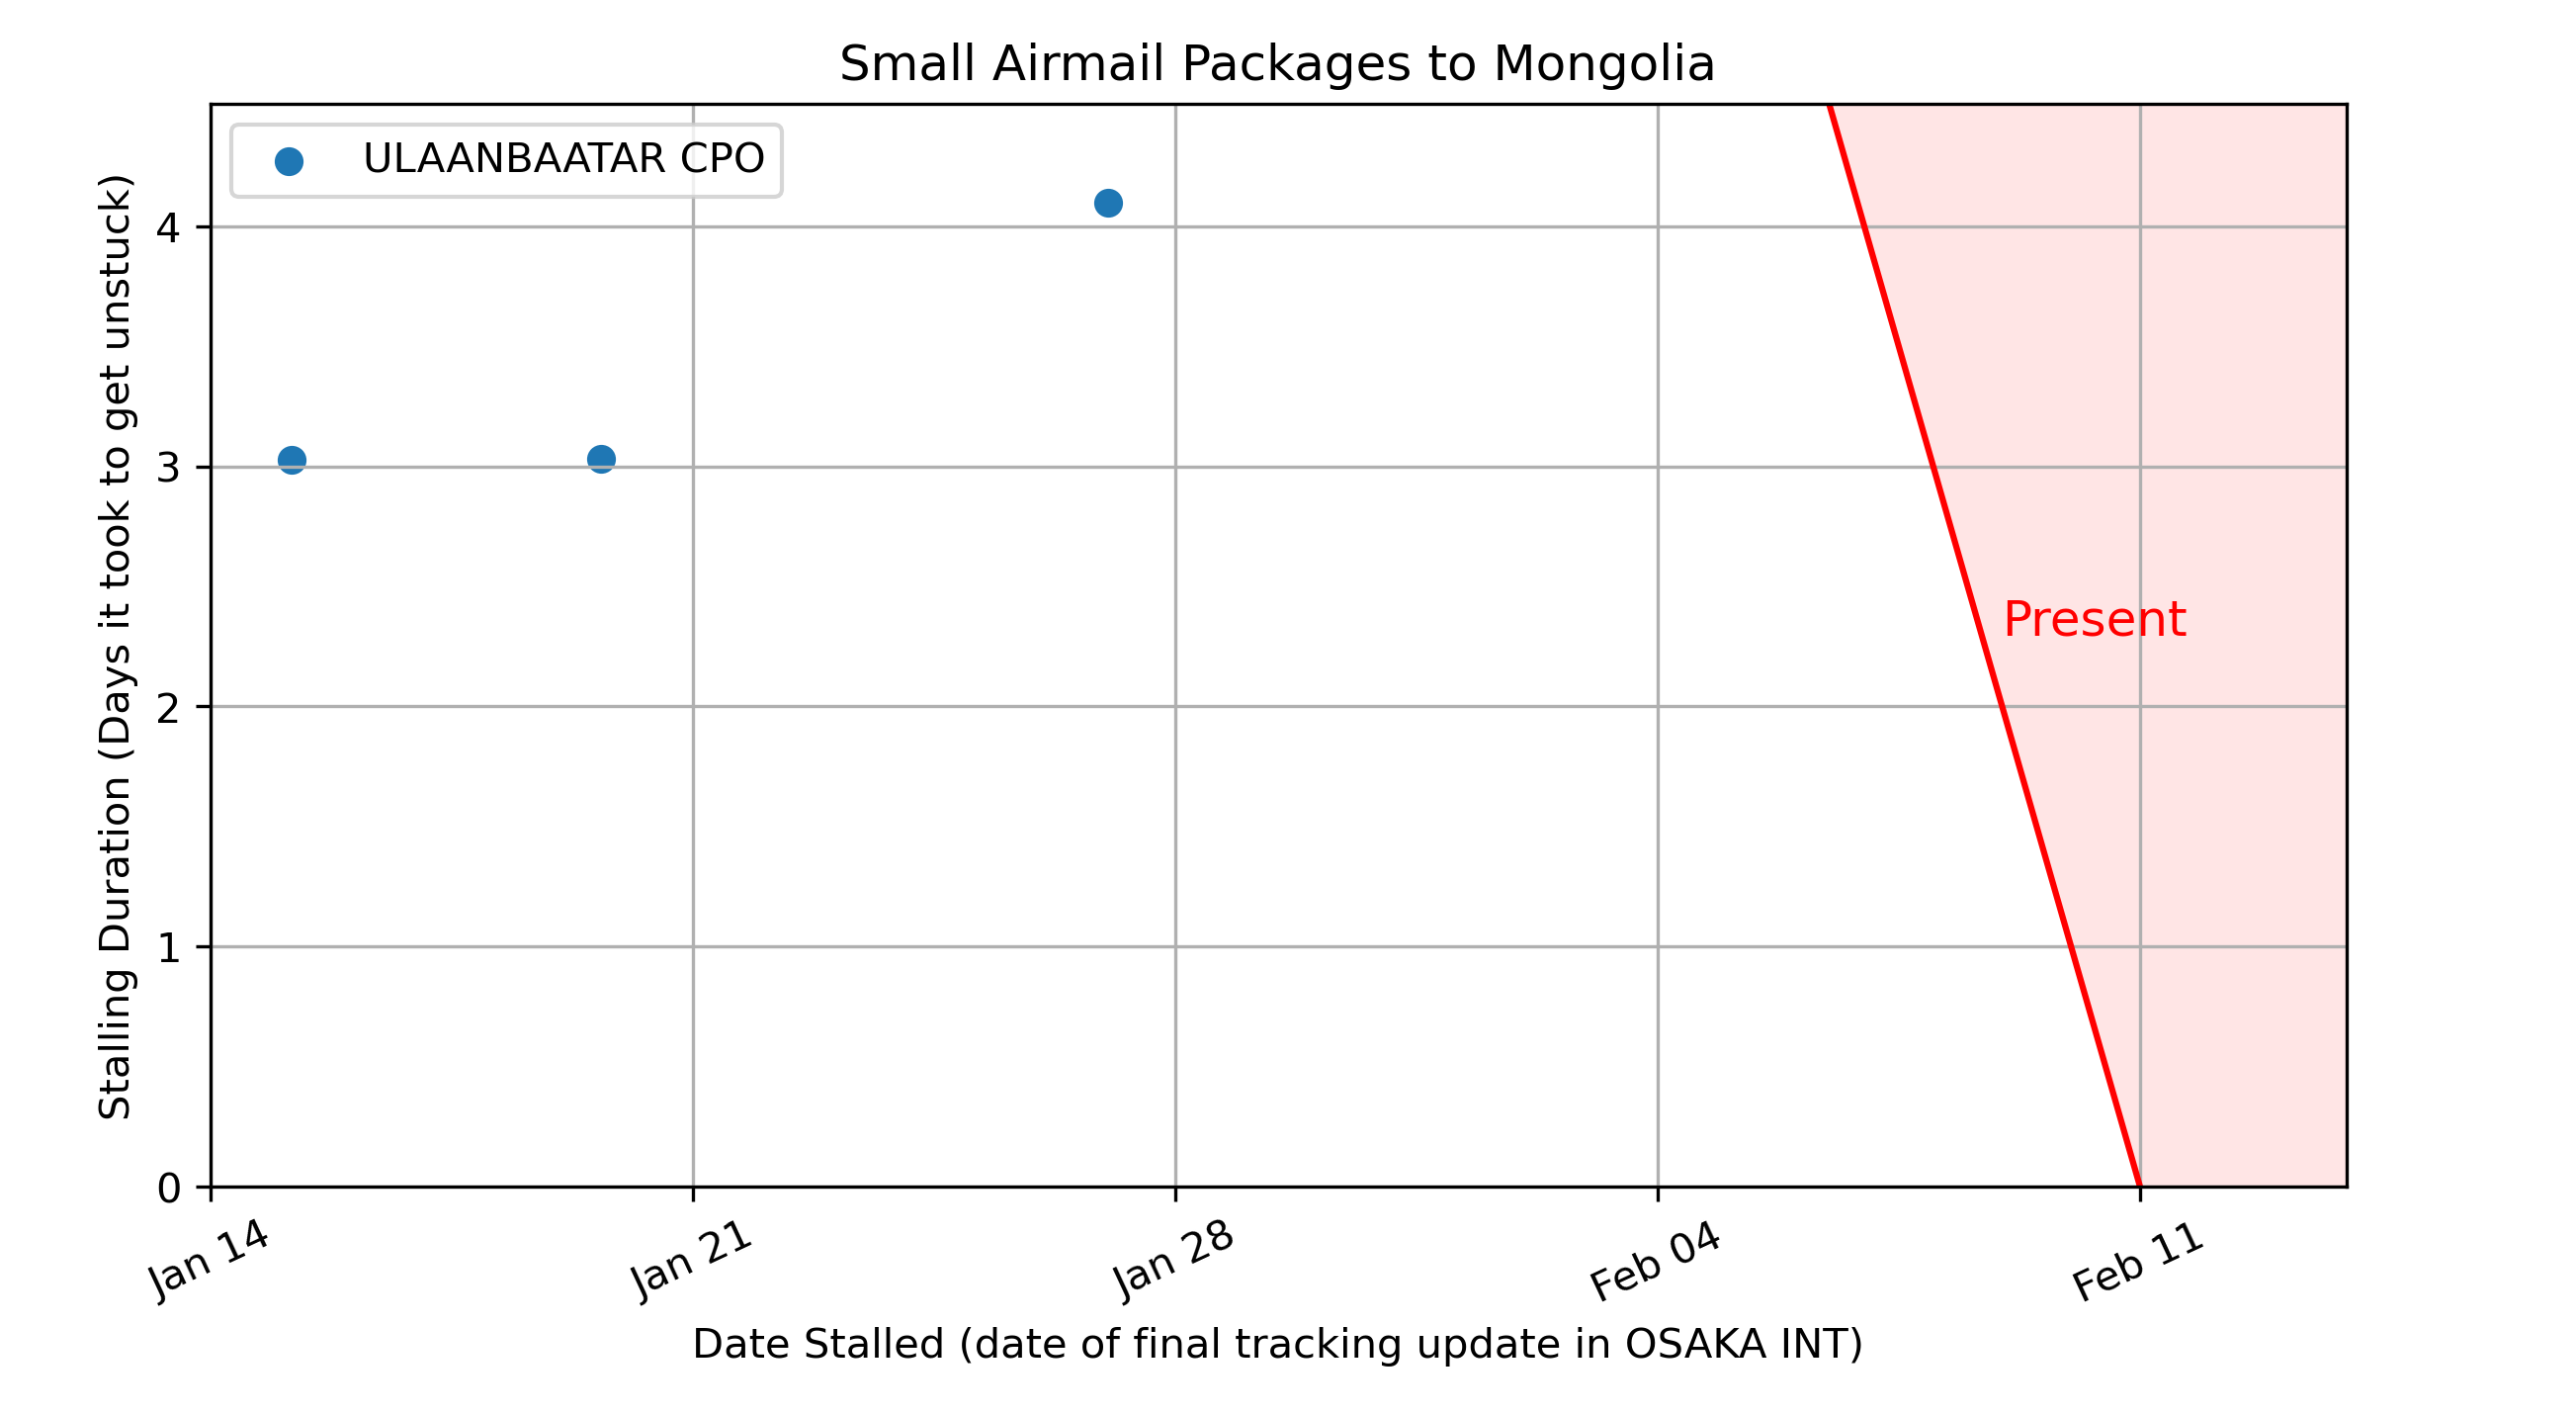 Small Airmail Packages to Mongolia
ULAANBAATAR CPO
Stalling Duration (Days it took to get unstuck)
4
3
2
1
0
Present
Jan 14
Jan 21
Jan 28
Feb 04
Feb 11
Date Stalled (date of final tracking update in OSAKA INT)